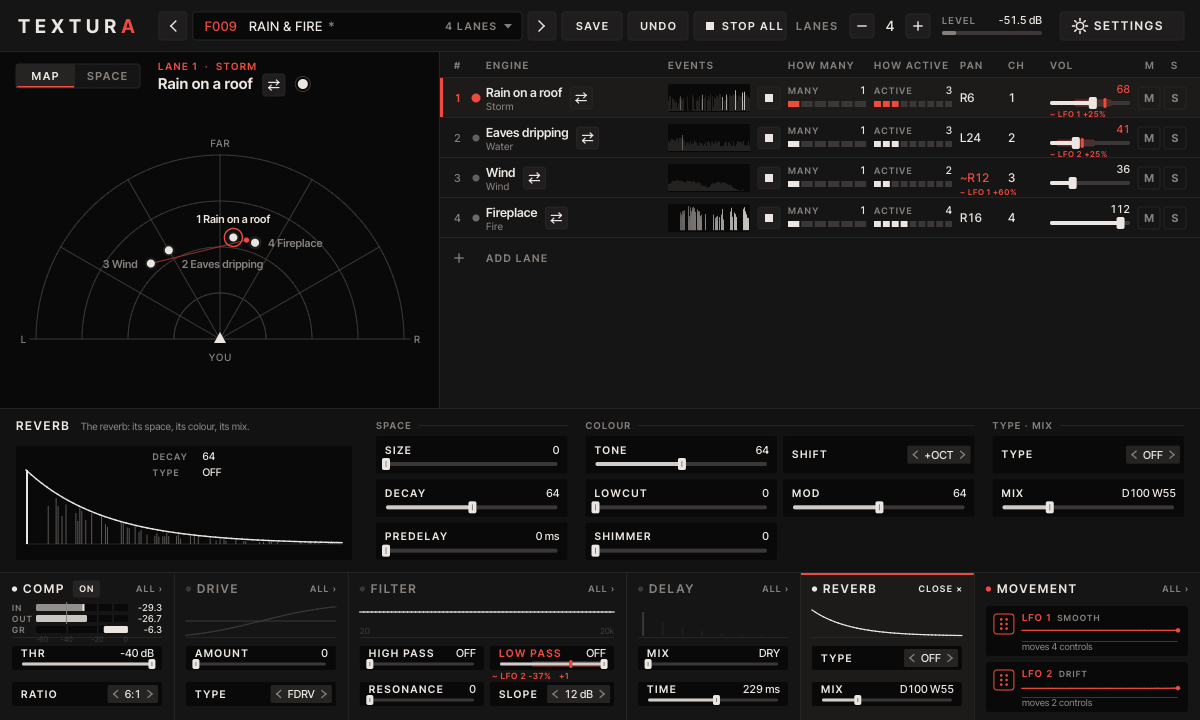 TEXTURA
F009 RAIN & FIRE * 4 LANES
SAVE
UNDO
STOP ALL
LANES
4
LEVEL -51.5 dB
SETTINGS
MAP
SPACE
LANE 1 · STORM
Rain on a roof
FAR
1 Rain on a roof
4 Fireplace
3 Wind
2 Eaves dripping
L
R
YOU
# ENGINE EVENTS HOW MANY HOW ACTIVE PAN CH VOL M S
1 Rain on a roof MANY 1 ACTIVE 3 R6 1 68 M S
Storm
~ LFO 1 +25%
2 Eaves dripping MANY 1 ACTIVE 3 L24 2 41 M S
Water
~ LFO 2 +25%
3 Wind MANY 1 ACTIVE 2 ~R12 3 36 M S
Wind
~ LFO 1 +60%
4 Fireplace MANY 1 ACTIVE 4 R16 4 112 M S
Fire
+ ADD LANE
REVERB The reverb: its space, its colour, its mix.
DECAY 64
TYPE OFF
SPACE
SIZE 0
DECAY 64
PREDELAY 0 ms
COLOUR
TONE 64
SHIFT < +OCT >
LOWCUT 0
MOD 64
SHIMMER 0
TYPE · MIX
TYPE < OFF >
MIX D100 W55
COMP ON ALL ›
IN -29.3
OUT -26.7
GR -6.3
-60 -40 -20 0
THR -40 dB
RATIO < 6:1 >
DRIVE ALL ›
AMOUNT 0
TYPE < FDRV >
FILTER ALL ›
20 20k
HIGH PASS OFF
LOW PASS OFF
~ LFO 2 -37% +1
RESONANCE 0
SLOPE < 12 dB >
DELAY ALL ›
MIX DRY
TIME 229 ms
REVERB CLOSE ×
TYPE < OFF >
MIX D100 W55
MOVEMENT ALL ›
LFO 1 SMOOTH
moves 4 controls
LFO 2 DRIFT
moves 2 controls